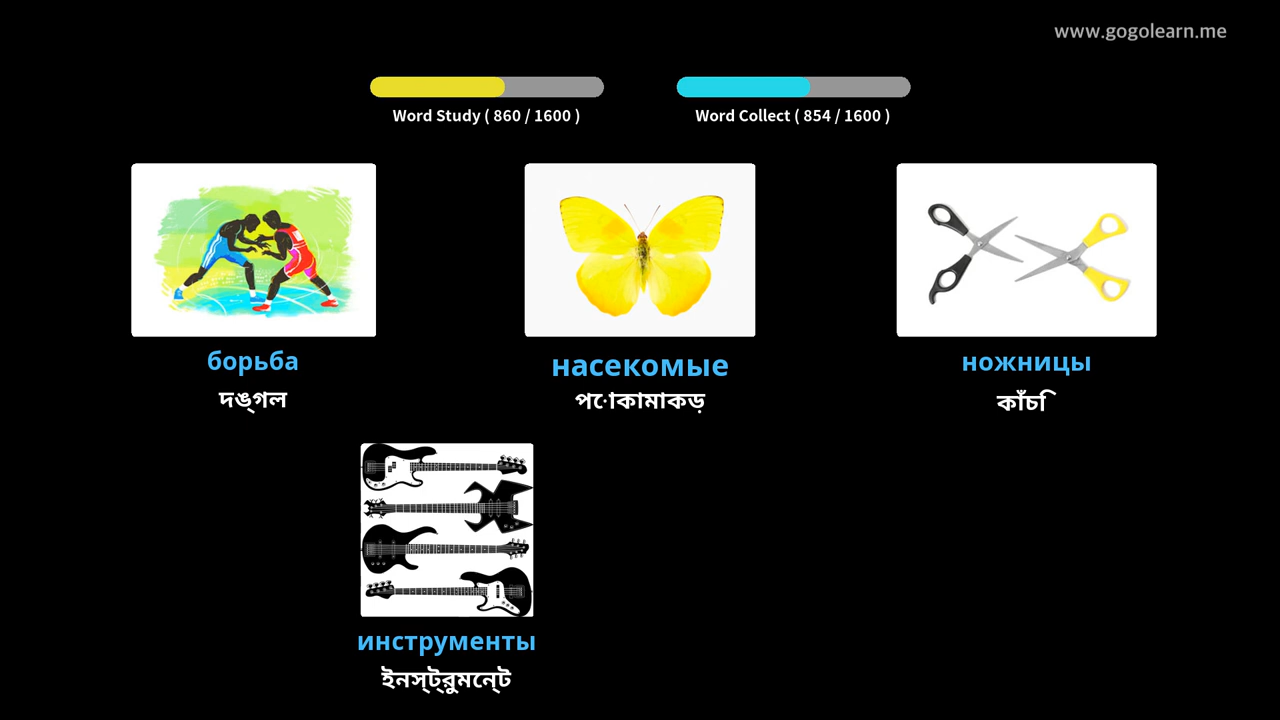 www.gogolearn.me
Word Study ( 860 / 1600 )
Word Collect ( 854 / 1600 )
борьба
насекомые
ножницы
দঙ্গল
পোকামাকড়
কাঁচি
инструменты
ইনস্ট্রুমেন্ট